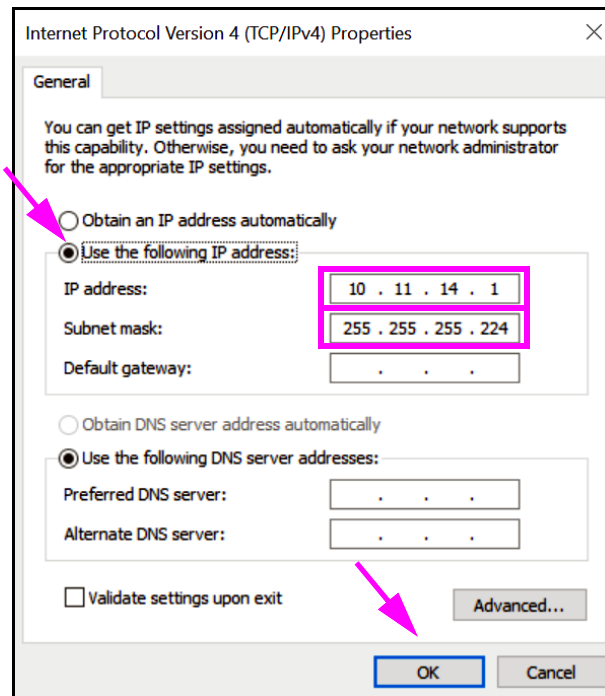 Internet Protocol Version 4 (TCP/IPv4) Properties
General
You can get IP settings assigned automatically if your network supports
this capability. Otherwise, you need to ask your network administrator
for the appropriate IP settings.
Obtain an IP address automatically
Use the following IP address:
IP address: 10 . 11 . 14 . 1
Subnet mask: 255 . 255 . 255 . 224
Default gateway: . . .
Obtain DNS server address automatically
Use the following DNS server addresses:
Preferred DNS server: . . .
Alternate DNS server: . . .
Validate settings upon exit
Advanced...
OK Cancel